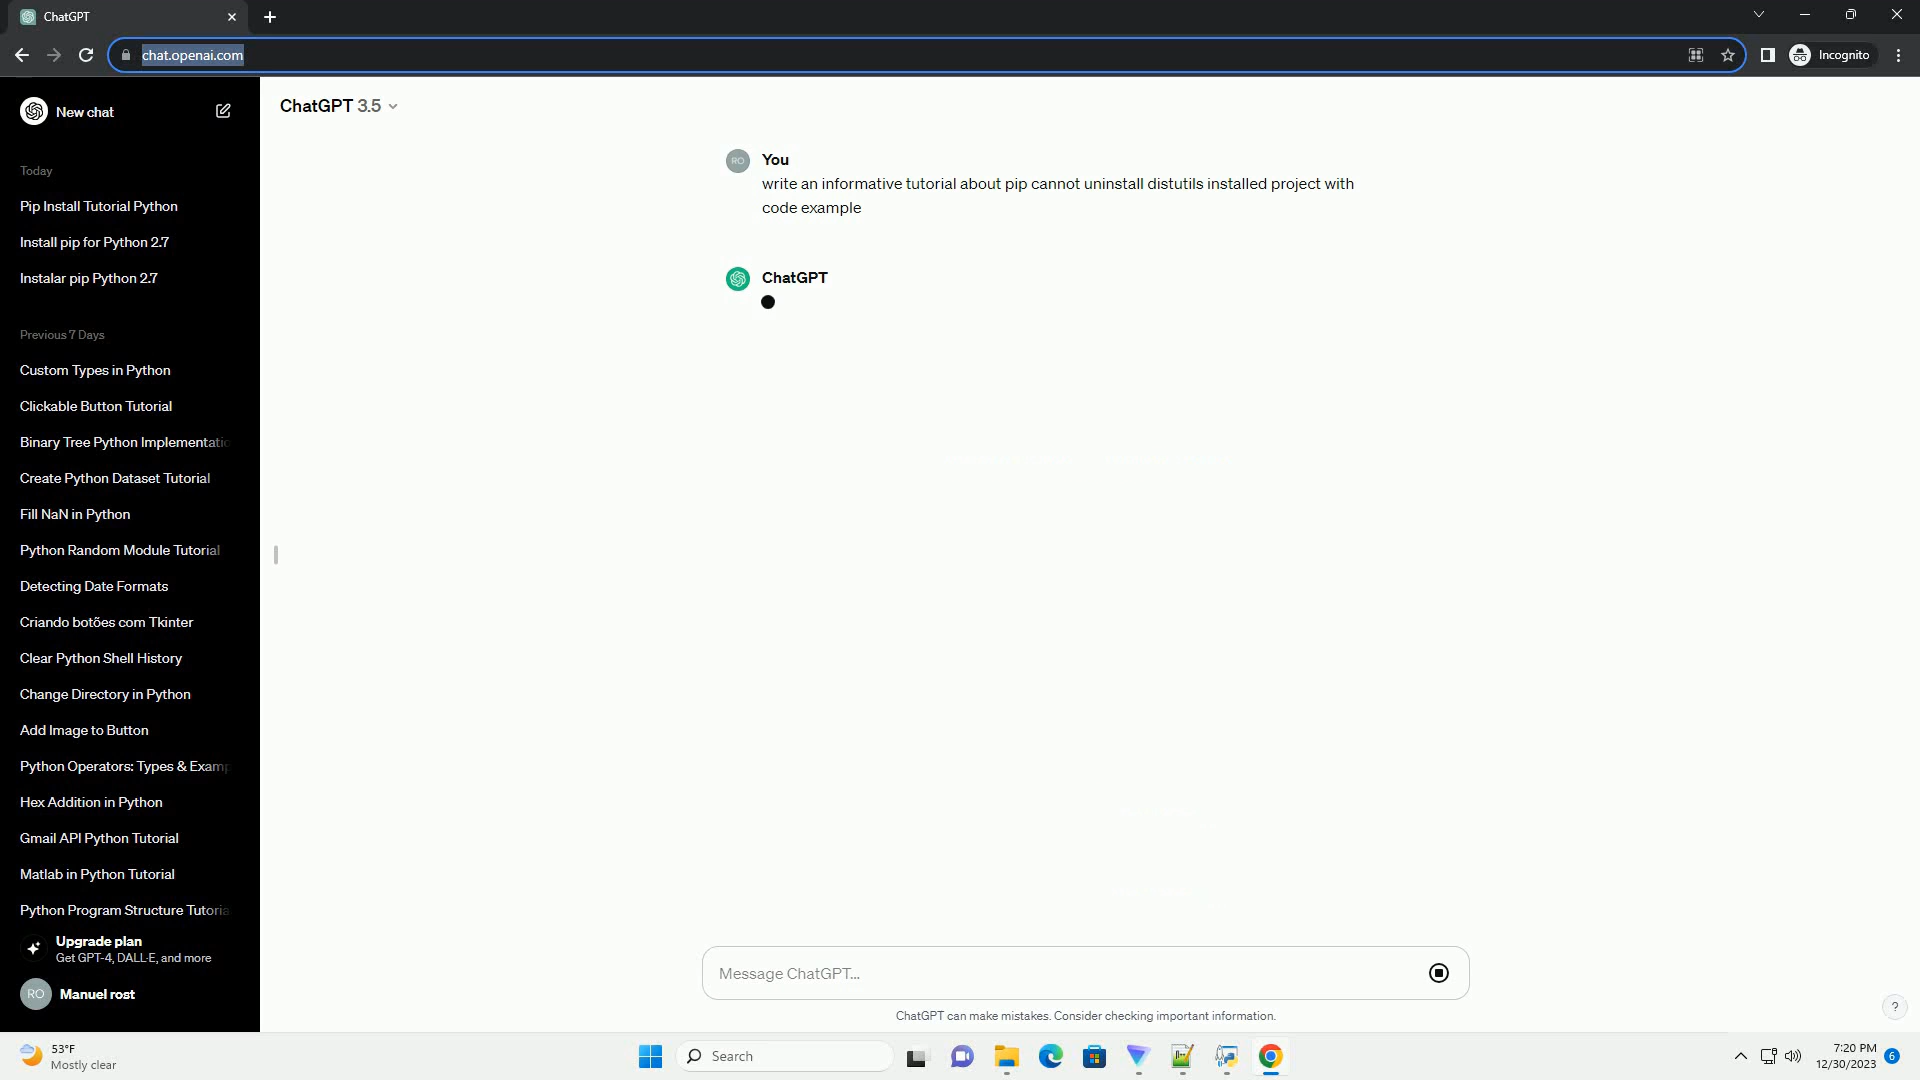 ChatGPT
chat.openai.com
Incognito
New chat
Today
Pip Install Tutorial Python
Install pip for Python 2.7
Instalar pip Python 2.7
Previous 7 Days
Custom Types in Python
Clickable Button Tutorial
Binary Tree Python Implementatio
Create Python Dataset Tutorial
Fill NaN in Python
Python Random Module Tutorial
Detecting Date Formats
Criando botões com Tkinter
Clear Python Shell History
Change Directory in Python
Add Image to Button
Python Operators: Types & Examp
Hex Addition in Python
Gmail API Python Tutorial
Matlab in Python Tutorial
Python Program Structure Tutoria
Upgrade plan
Get GPT-4, DALL·E, and more
RO Manuel rost
ChatGPT 3.5
RO You
write an informative tutorial about pip cannot uninstall distutils installed project with
code example
ChatGPT
Message ChatGPT...
ChatGPT can make mistakes. Consider checking important information.
?
53°F
Mostly clear
Search
7:20 PM
12/30/2023
6